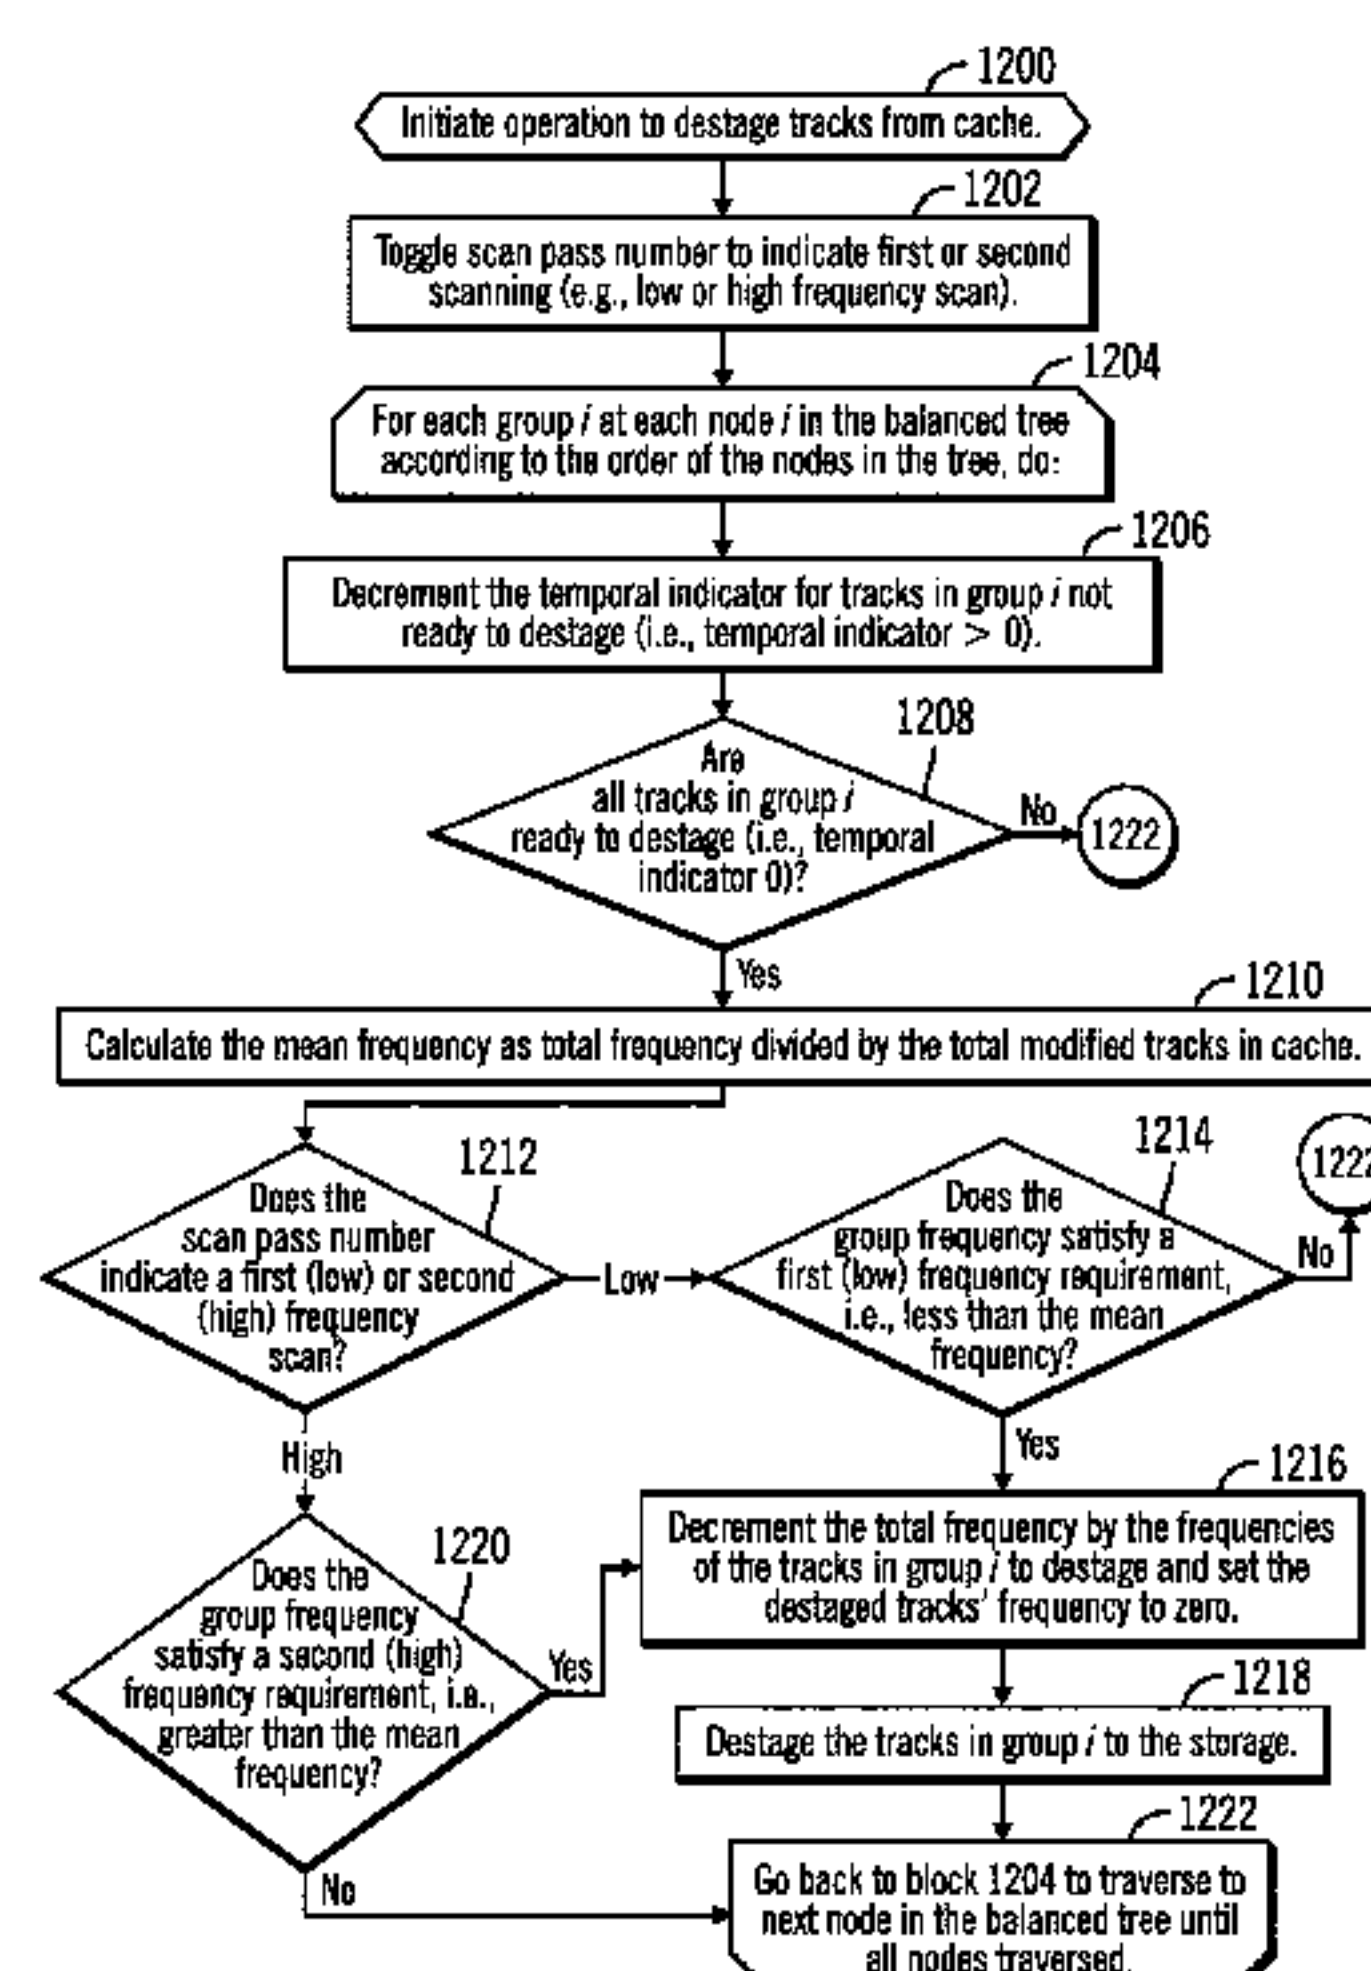 1200
Initiate operation to destage tracks from cache.
1202
Toggle scan pass number to indicate first or second
scanning (e.g., low or high frequency scan).
1204
For each group i at each node i in the balanced tree
according to the order of the nodes in the tree, do:
1206
Decrement the temporal indicator for tracks in group i not
ready to destage (i.e., temporal indicator > 0).
1208
Are
all tracks in group i
ready to destage (i.e., temporal
indicator 0)?
No
1222
Yes
1210
Calculate the mean frequency as total frequency divided by the total modified tracks in cache.
1212
Does the
scan pass number
indicate a first (low) or second
(high) frequency
scan?
Low
1214
Does the
group frequency satisfy a
first (low) frequency requirement,
i.e., less than the mean
frequency?
No
1222
High
Yes
1216
Decrement the total frequency by the frequencies
of the tracks in group i to destage and set the
destaged tracks' frequency to zero.
1220
Does the
group frequency
satisfy a second (high)
frequency requirement, i.e.,
greater than the mean
frequency?
Yes
No
1218
Destage the tracks in group i to the storage.
1222
Go back to block 1204 to traverse to
next node in the balanced tree until
all nodes traversed.